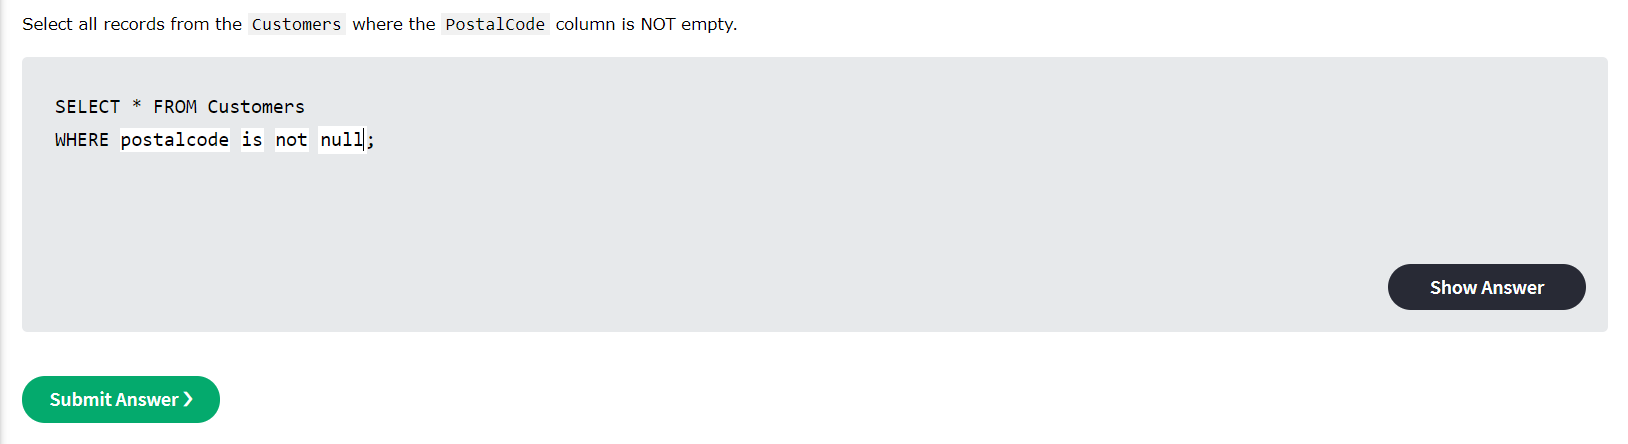 Select all records from the Customers where the PostalCode column is NOT empty.
SELECT * FROM Customers
WHERE postalcode is not null;
Show Answer
Submit Answer ❯